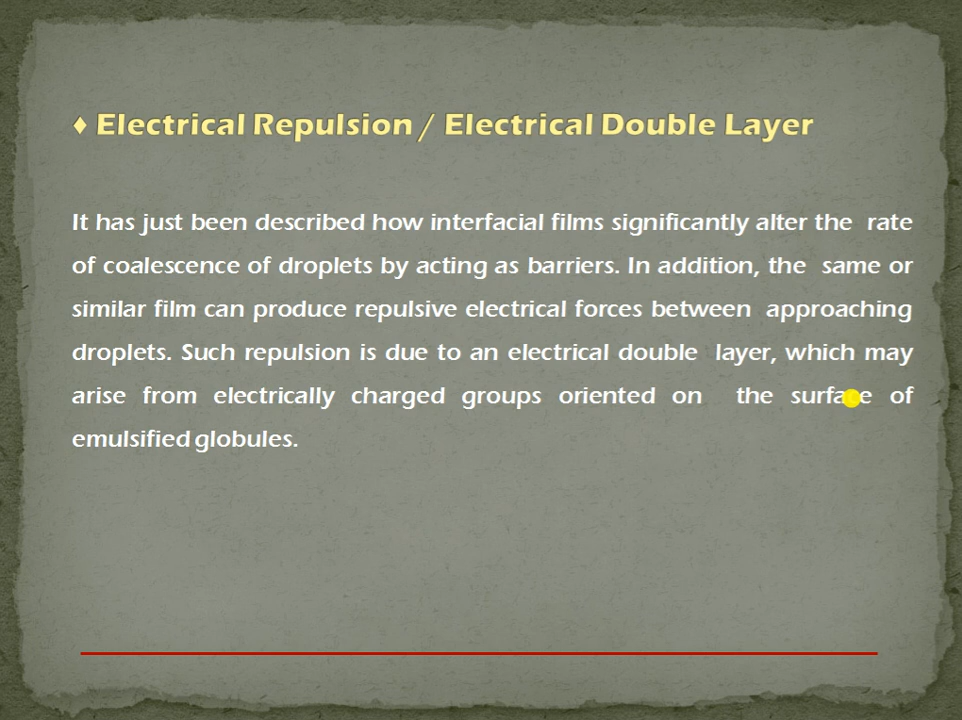 ♦ Electrical Repulsion / Electrical Double Layer
It has just been described how interfacial films significantly alter the rate
of coalescence of droplets by acting as barriers. In addition, the same or
similar film can produce repulsive electrical forces between approaching
droplets. Such repulsion is due to an electrical double layer, which may
arise from electrically charged groups oriented on the surface of
emulsified globules.